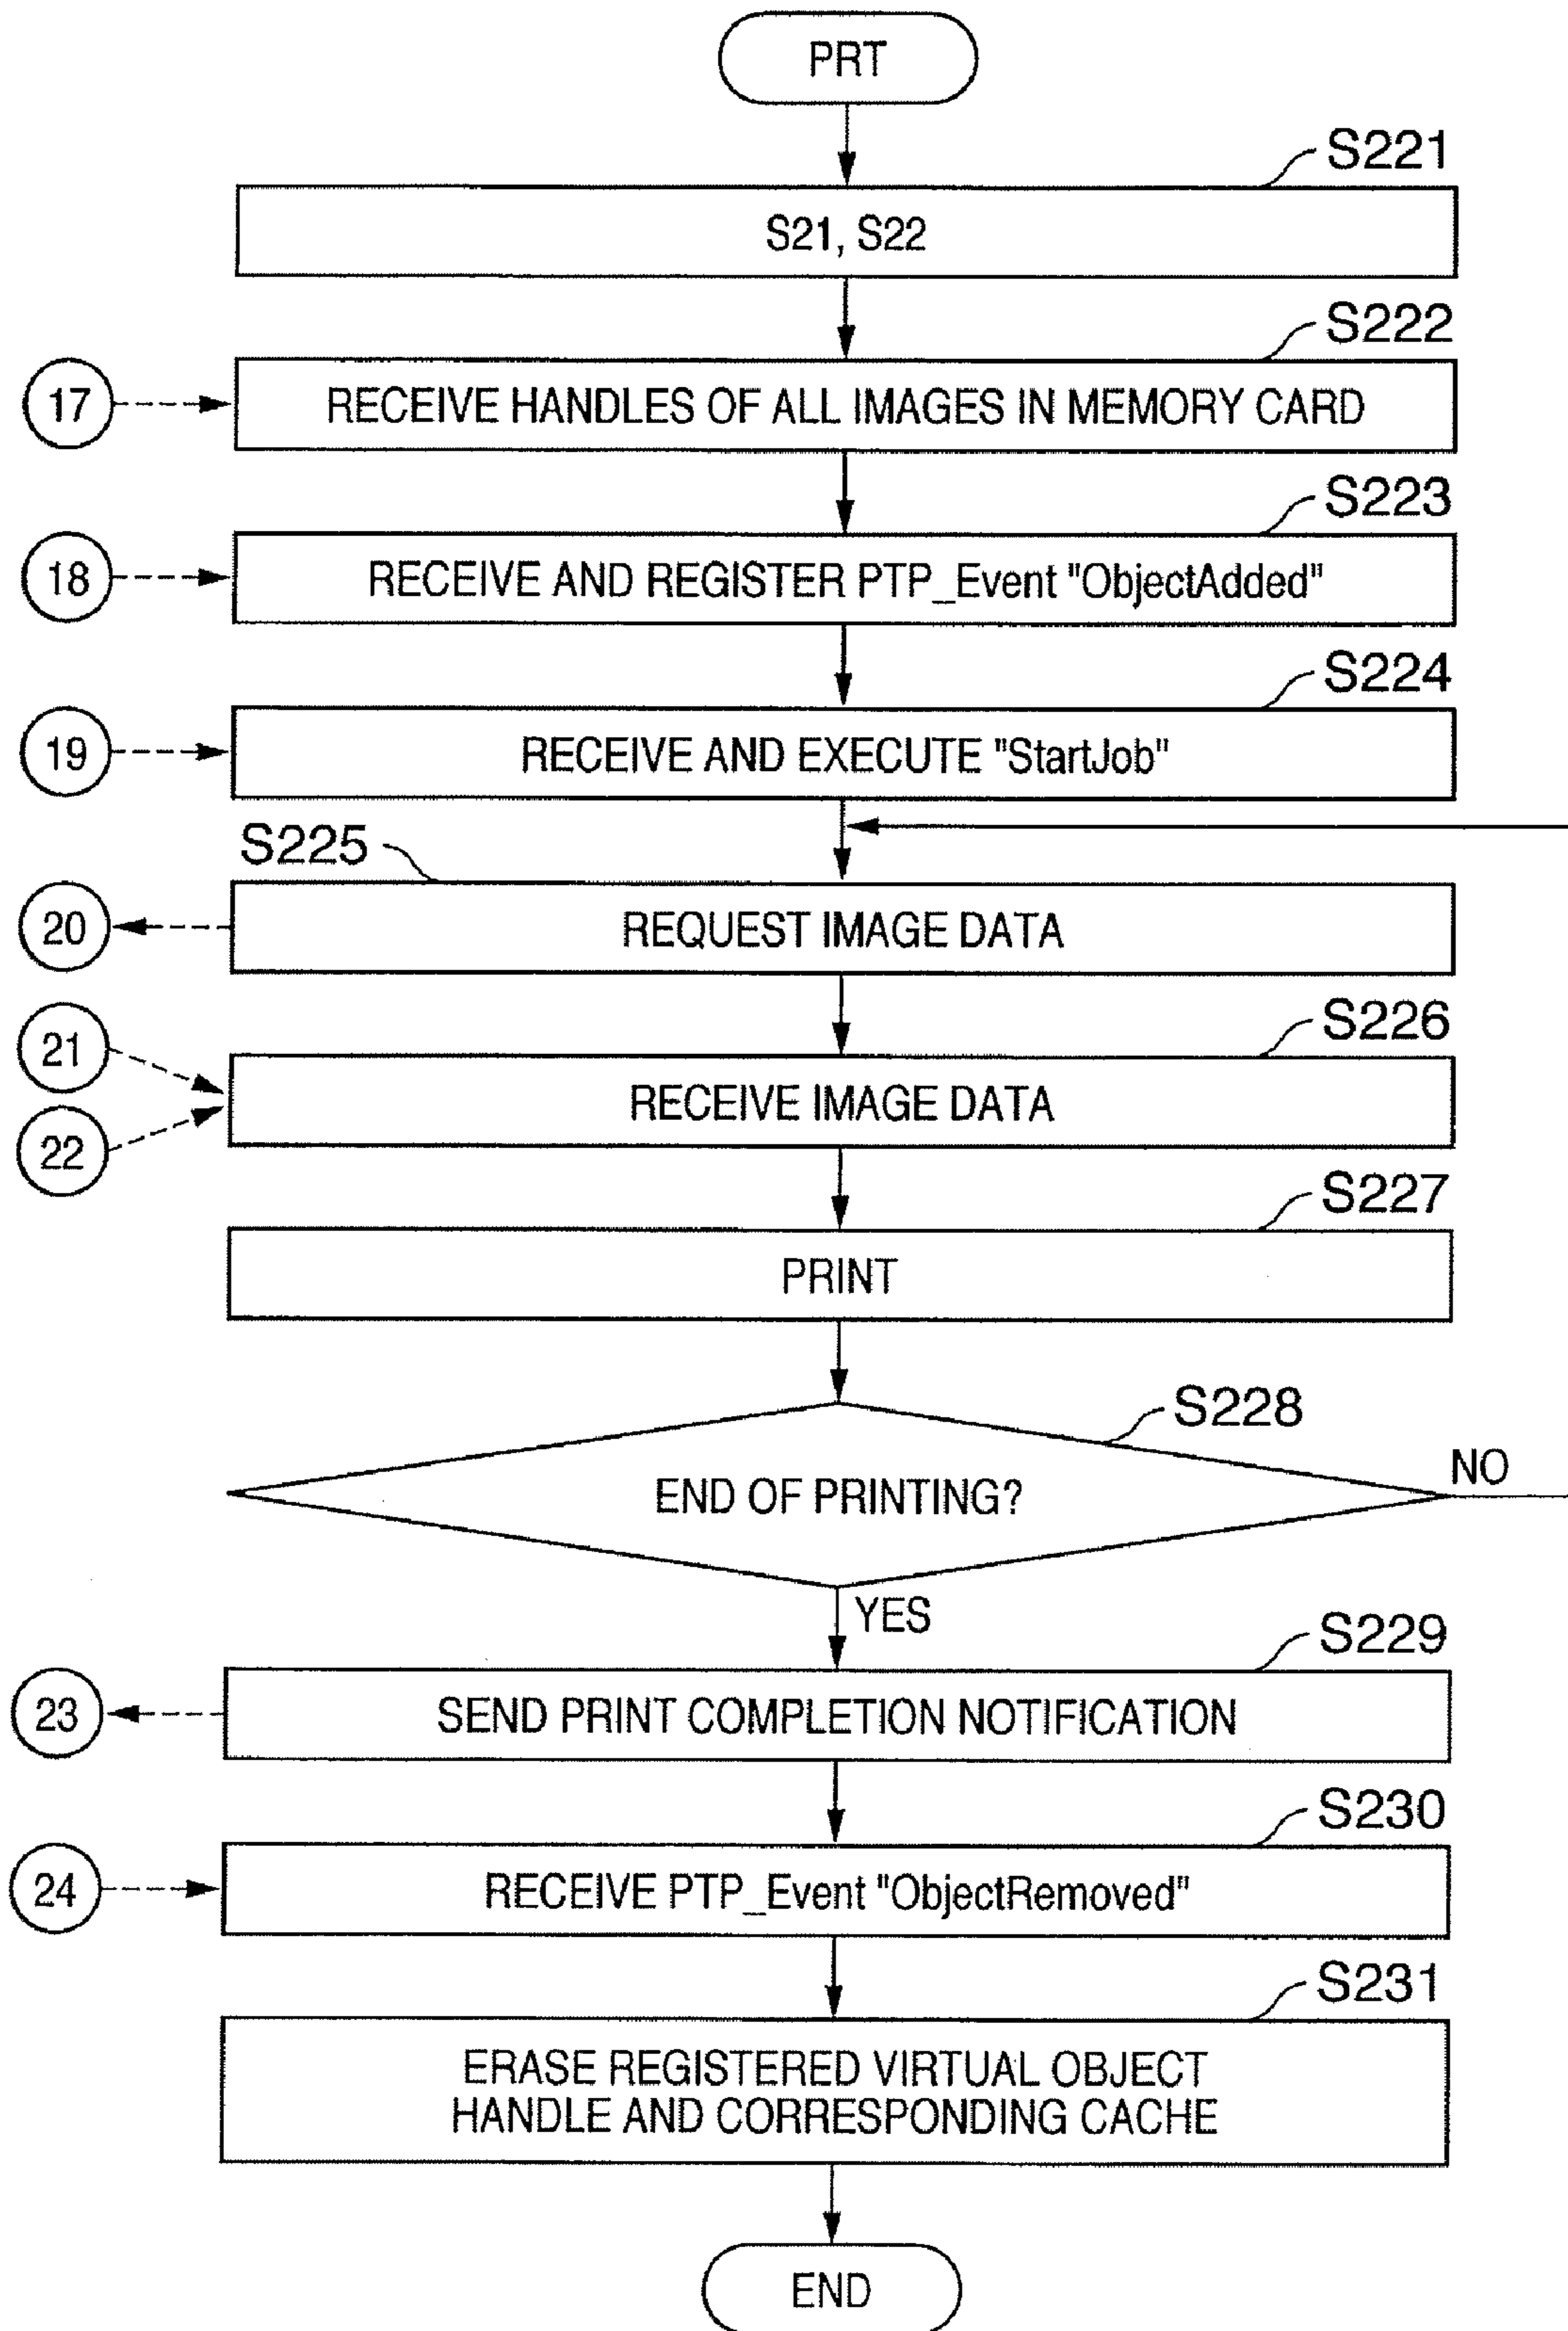 PRT
S221
S21, S22
S222
17
RECEIVE HANDLES OF ALL IMAGES IN MEMORY CARD
S223
18
RECEIVE AND REGISTER PTP_Event "ObjectAdded"
S224
19
RECEIVE AND EXECUTE "StartJob"
S225
20
REQUEST IMAGE DATA
S226
21
RECEIVE IMAGE DATA
22
S227
PRINT
S228
NO
END OF PRINTING?
YES
S229
23
SEND PRINT COMPLETION NOTIFICATION
S230
24
RECEIVE PTP_Event "ObjectRemoved"
S231
ERASE REGISTERED VIRTUAL OBJECT
HANDLE AND CORRESPONDING CACHE
END